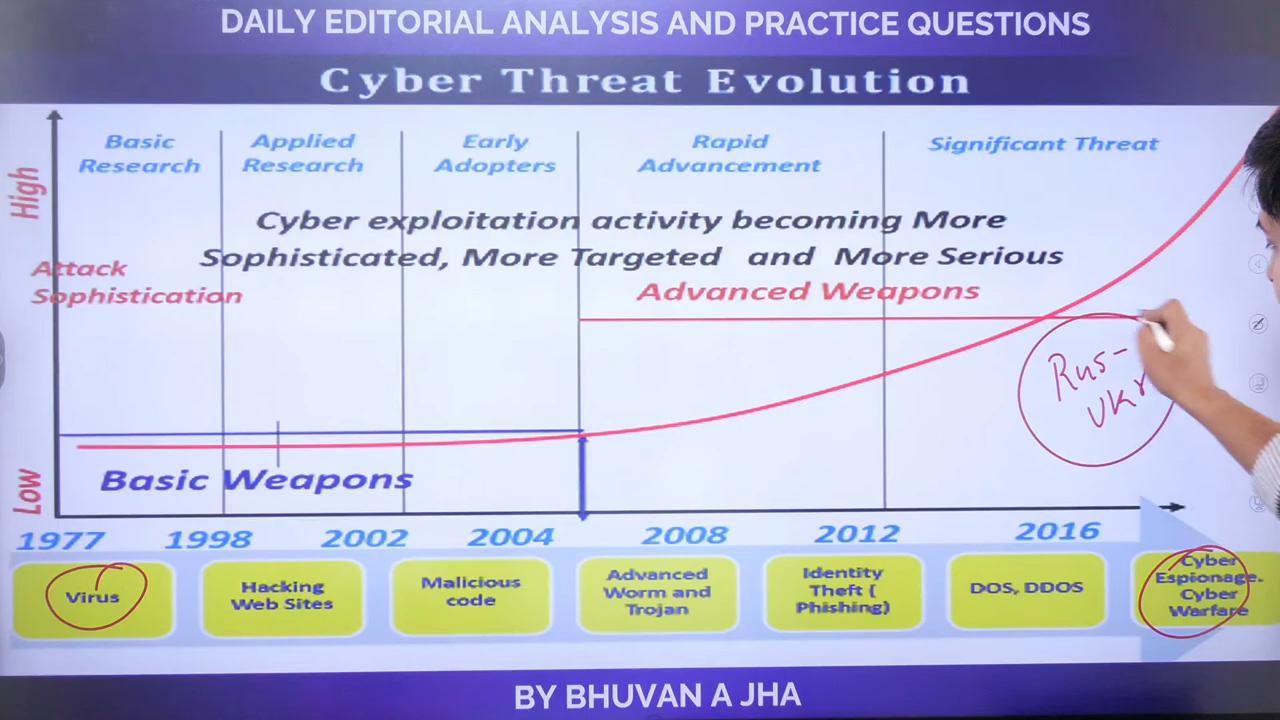 DAILY EDITORIAL ANALYSIS AND PRACTICE QUESTIONS
Cyber Threat Evolution
Basic
Research
Applied
Research
Early
Adopters
Rapid
Advancement
Significant Threat
High
Cyber exploitation activity becoming More
Sophisticated, More Targeted and More Serious
Attack
Sophistication
Advanced Weapons
Rus-
Ukr
Basic Weapons
Low
1977
1998
2002
2004
2008
2012
2016
Virus
Hacking
Web Sites
Malicious
code
Advanced
Worm and
Trojan
Identity
Theft (
Phishing)
DOS, DDOS
Cyber
Espionage.
Cyber
Warfare
BY BHUVAN A JHA